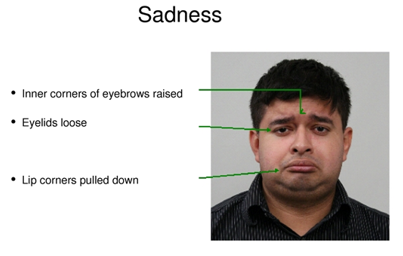 Sadness
• Inner corners of eyebrows raised
• Eyelids loose
• Lip corners pulled down